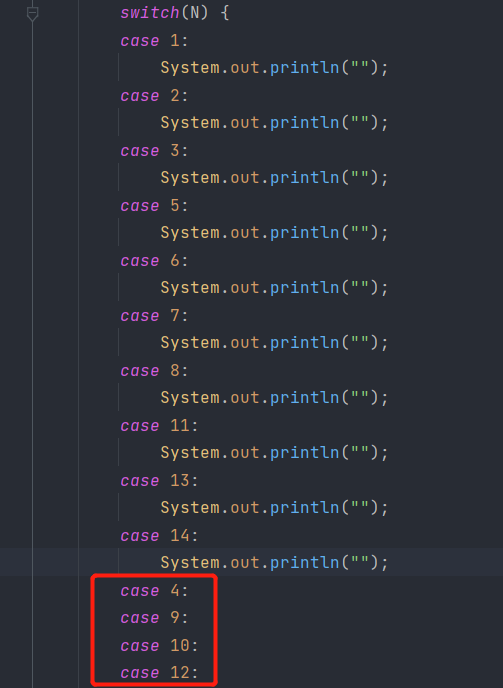 switch(N) {
case 1:
System.out.println("");
case 2:
System.out.println("");
case 3:
System.out.println("");
case 5:
System.out.println("");
case 6:
System.out.println("");
case 7:
System.out.println("");
case 8:
System.out.println("");
case 11:
System.out.println("");
case 13:
System.out.println("");
case 14:
System.out.println("");
case 4:
case 9:
case 10:
case 12: